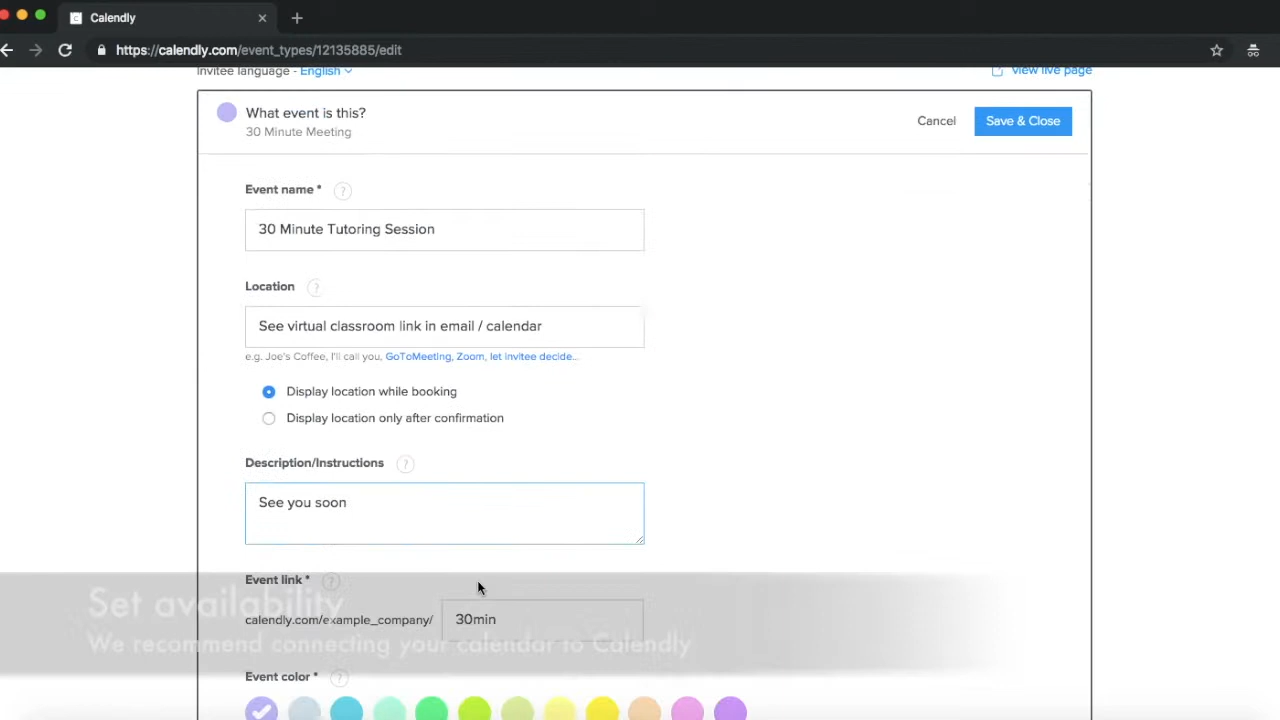 Calendly
https://calendly.com/event_types/12135885/edit
Invitee language - English
View live page
What event is this?
30 Minute Meeting
Cancel
Save & Close
Event name *
?
30 Minute Tutoring Session
Location
?
See virtual classroom link in email / calendar
e.g. Joe's Coffee, I'll call you, GoToMeeting, Zoom, let invitee decide...
Display location while booking
Display location only after confirmation
Description/Instructions
?
See you soon
Event link *
?
Set availability
calendly.com/example_company/
30min
We recommend connecting your calendar to Calendly
Event color *
?